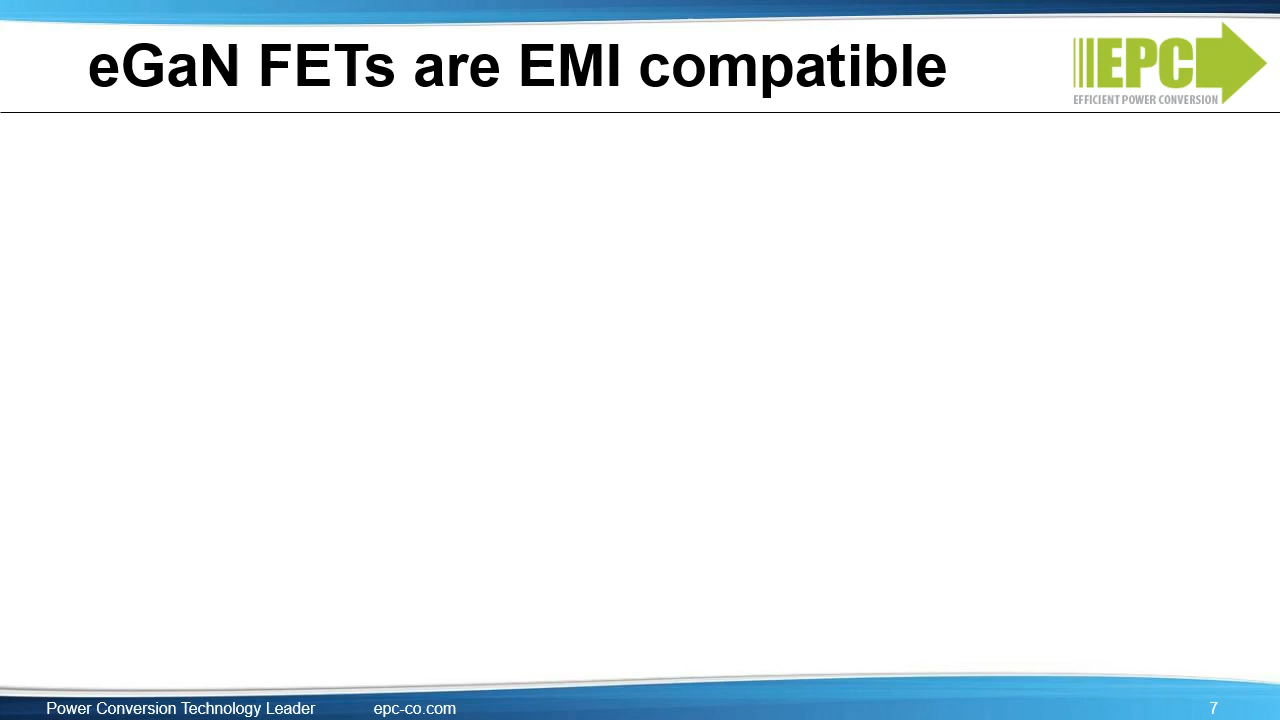 eGaN FETs are EMI compatible
EPC
EFFICIENT POWER CONVERSION
Power Conversion Technology Leader epc-co.com 7